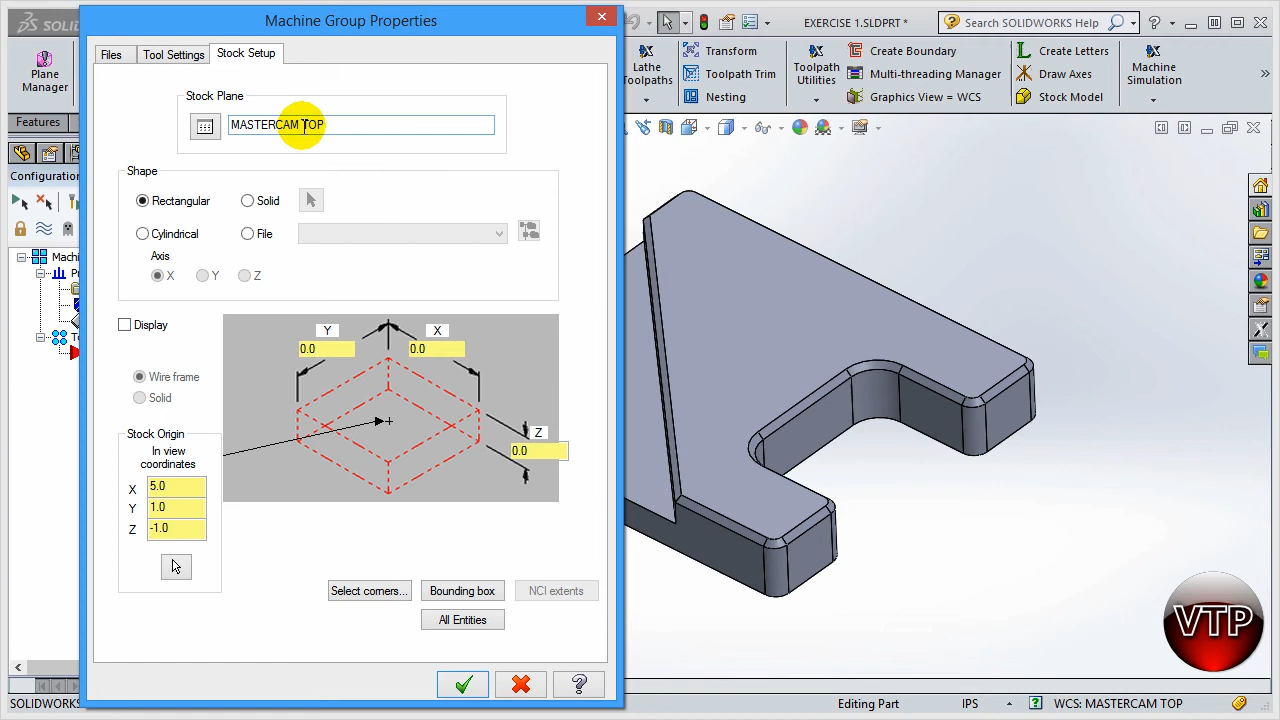 SOLIDWORKS
Machine Group Properties
EXERCISE 1.SLDPRT *
Search SOLIDWORKS Help
Plane
Manager
Files
Tool Settings
Stock Setup
Lathe
Toolpaths
Transform
Toolpath Trim
Nesting
Toolpath
Utilities
Create Boundary
Multi-threading Manager
Graphics View = WCS
Create Letters
Draw Axes
Stock Model
Machine
Simulation
Features
Stock Plane
MASTERCAM TOP
Shape
Rectangular
Solid
Cylindrical
File
Axis
X
Y
Z
Display
Wire frame
Solid
Y
0.0
X
0.0
Z
0.0
Stock Origin
In view
coordinates
X 5.0
Y 1.0
Z -1.0
Select corners...
Bounding box
NCI extents
All Entities
VTP
Editing Part
IPS
WCS: MASTERCAM TOP